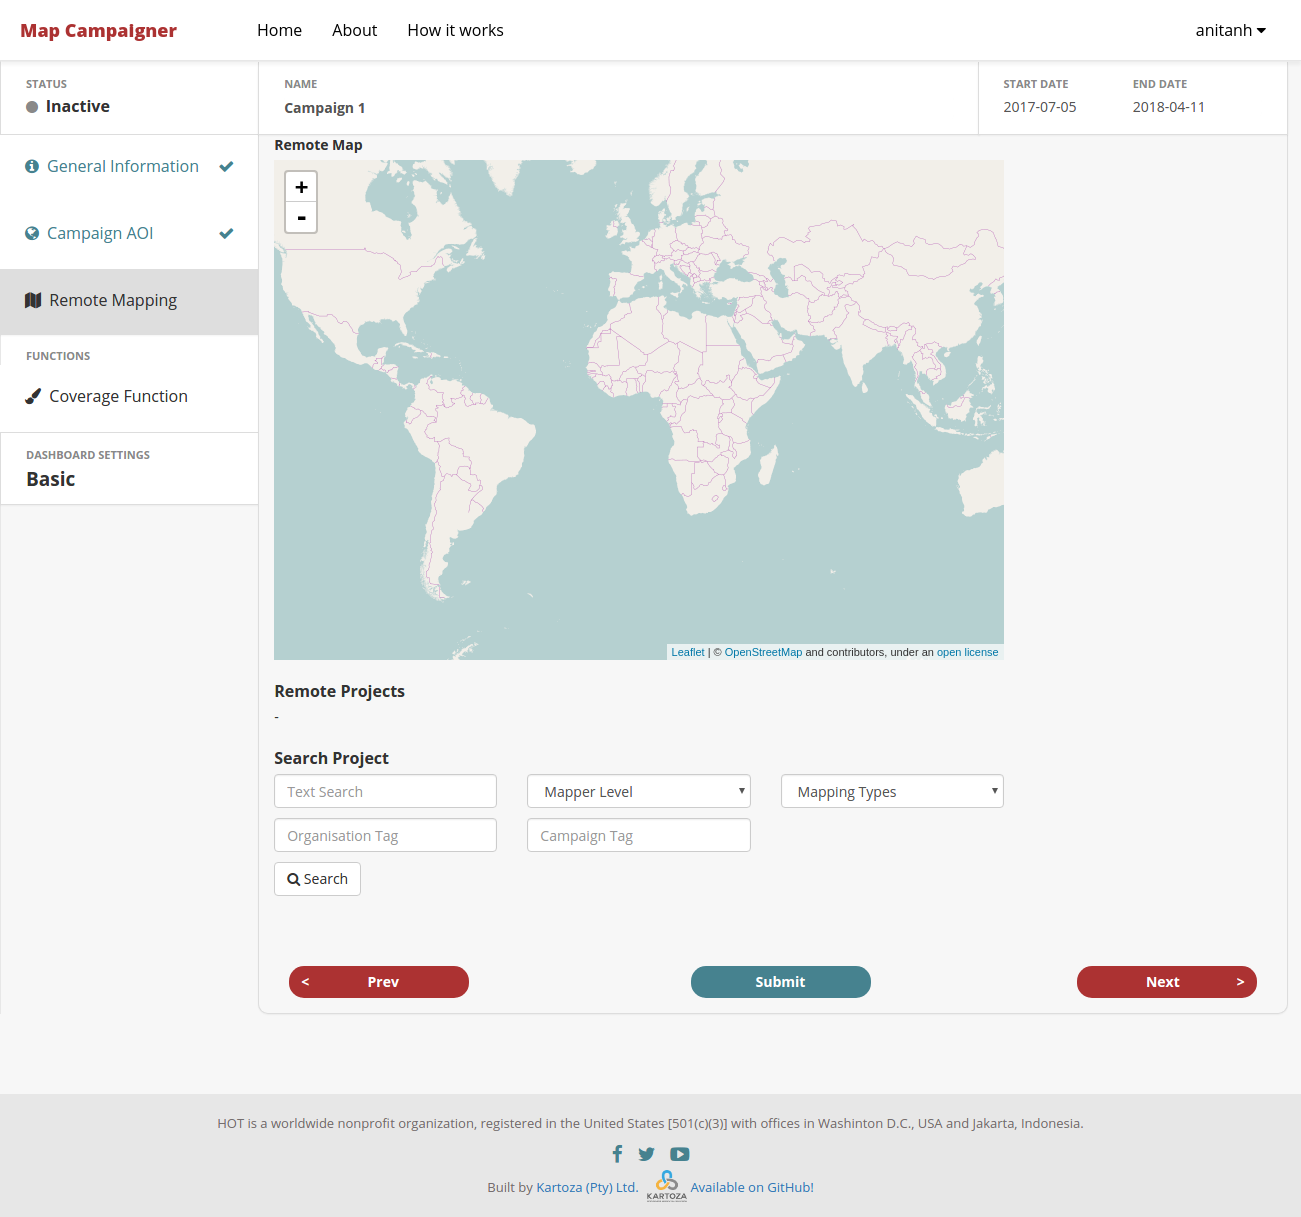 Map Campaigner
Home
About
How it works
anitanh
STATUS
Inactive
NAME
Campaign 1
START DATE
2017-07-05
END DATE
2018-04-11
General Information
Campaign AOI
Remote Mapping
FUNCTIONS
Coverage Function
DASHBOARD SETTINGS
Basic
Remote Map
+
-
Leaflet | © OpenStreetMap and contributors, under an open license
Remote Projects
-
Search Project
Text Search
Mapper Level
Mapping Types
Organisation Tag
Campaign Tag
Search
< Prev
Submit
Next >
HOT is a worldwide nonprofit organization, registered in the United States [501(c)(3)] with offices in Washinton D.C., USA and Jakarta, Indonesia.
Built by Kartoza (Pty) Ltd. KARTOZA Available on GitHub!